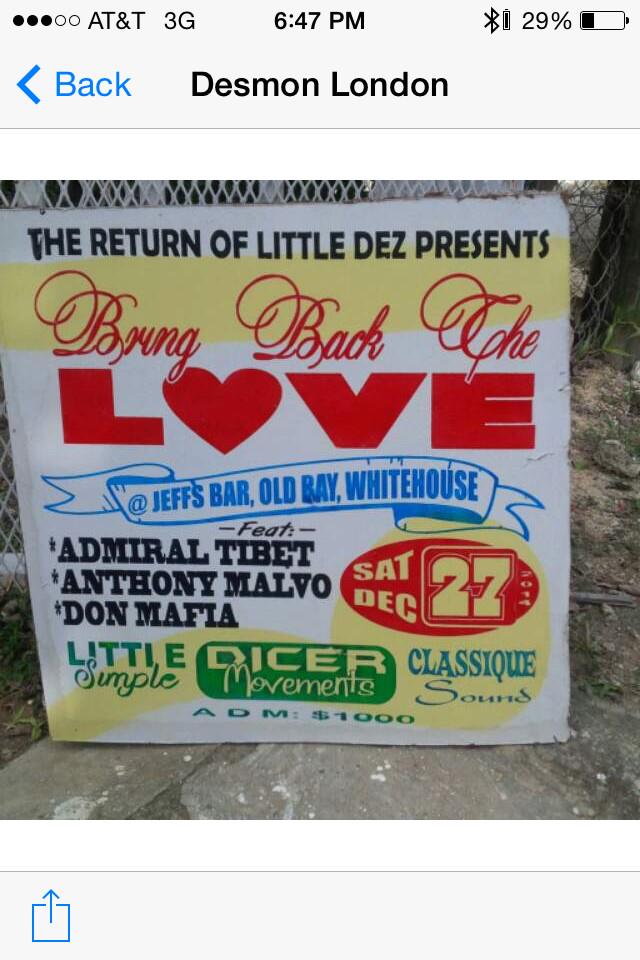 AT&T 3G 6:47 PM 29%
Back Desmon London
THE RETURN OF LITTLE DEZ PRESENTS
Bring Back The
LOVE
@ JEFFS BAR, OLD BAY, WHITEHOUSE
-Feat:-
*ADMIRAL TIBET
*ANTHONY MALVO
*DON MAFIA
SAT DEC 27 2014
LITTLE Simple
DICER Movements
CLASSIQUE Sound
ADM: $1000